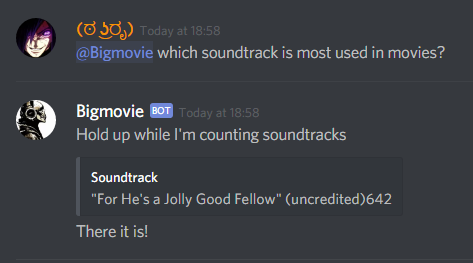 (ಠ ͜ʖರೃ) Today at 18:58
@Bigmovie which soundtrack is most used in movies?
Bigmovie BOT Today at 18:58
Hold up while I'm counting soundtracks
Soundtrack
"For He's a Jolly Good Fellow" (uncredited)642
There it is!